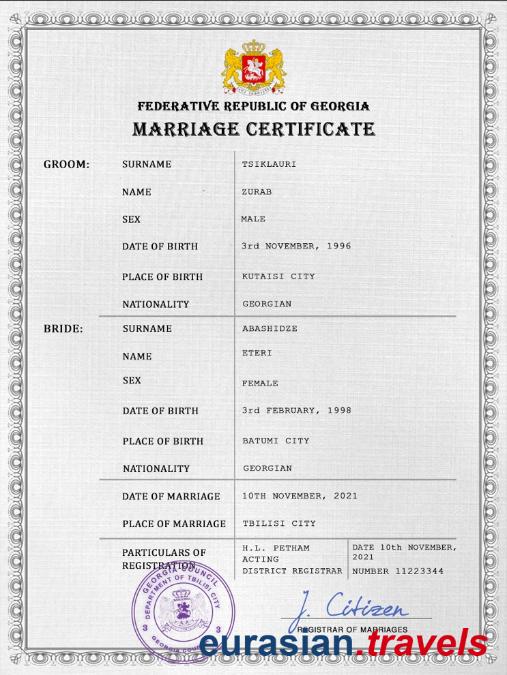 FEDERATIVE REPUBLIC OF GEORGIA
MARRIAGE CERTIFICATE
GROOM: SURNAME TSIKLAURI
NAME ZURAB
SEX MALE
DATE OF BIRTH 3rd NOVEMBER, 1996
PLACE OF BIRTH KUTAISI CITY
NATIONALITY GEORGIAN
BRIDE: SURNAME ABASHIDZE
NAME ETERI
SEX FEMALE
DATE OF BIRTH 3rd FEBRUARY, 1998
PLACE OF BIRTH BATUMI CITY
NATIONALITY GEORGIAN
DATE OF MARRIAGE 10TH NOVEMBER, 2021
PLACE OF MARRIAGE TBILISI CITY
PARTICULARS OF REGISTRATION
H.L. PETHAM
ACTING
DISTRICT REGISTRAR
DATE 10th NOVEMBER,
2021
NUMBER 11223344
GEORGIA COUNCIL
DEPARTMENT OF TBILISI CITY
3 3
J. Citizen
REGISTRAR OF MARRIAGES
eurasian.travels